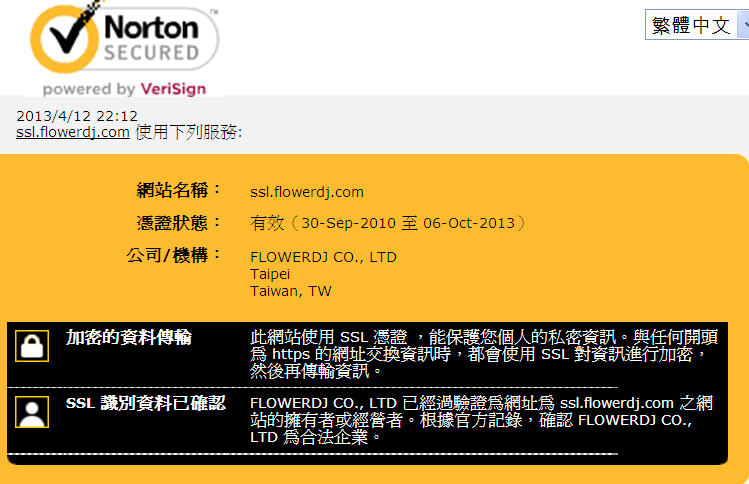 Norton™
SECURED
powered by VeriSign
繁體中文
2013/4/12 22:12
ssl.flowerdj.com 使用下列服務:
網站名稱： ssl.flowerdj.com
憑證狀態： 有效（30-Sep-2010 至 06-Oct-2013）
公司/機構： FLOWERDJ CO., LTD
Taipei
Taiwan, TW
加密的資料傳輸 此網站使用 SSL 憑證 ，能保護您個人的私密資訊。與任何開頭
為 https 的網址交換資訊時，都會使用 SSL 對資訊進行加密，
然後再傳輸資訊。
SSL 識別資料已確認 FLOWERDJ CO., LTD 已經過驗證為網址為 ssl.flowerdj.com 之網
站的擁有者或經營者。根據官方記錄，確認 FLOWERDJ CO.,
LTD 為合法企業。